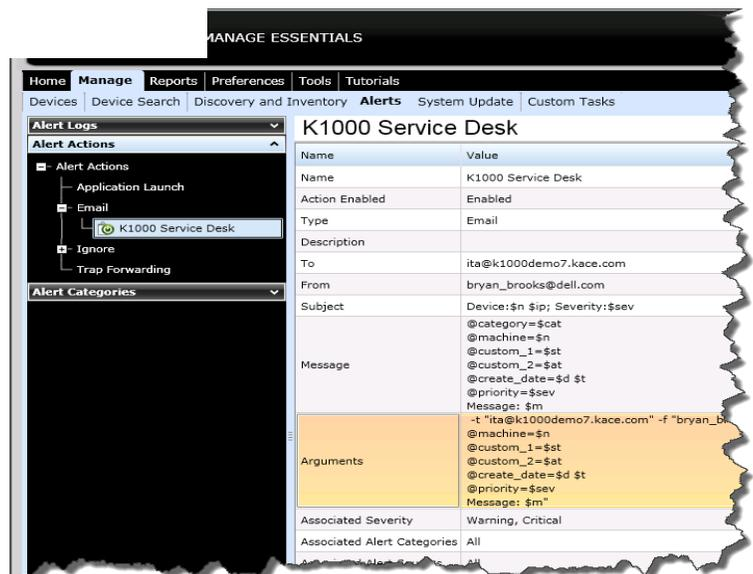 MANAGE ESSENTIALS
Home Manage Reports Preferences Tools Tutorials
Devices Device Search Discovery and Inventory Alerts System Update Custom Tasks
Alert Logs
Alert Actions
Alert Actions
Application Launch
Email
K1000 Service Desk
Ignore
Trap Forwarding
Alert Categories
K1000 Service Desk
Name Value
Name K1000 Service Desk
Action Enabled Enabled
Type Email
Description
To ita@k1000demo7.kace.com
From bryan_brooks@dell.com
Subject Device:$n $ip; Severity:$sev
Message
@category=$cat
@machine=$n
@custom_1=$st
@custom_2=$at
@create_date=$d $t
@priority=$sev
Message: $m
Arguments
-t "ita@k1000demo7.kace.com" -f "bryan_b
@machine=$n
@custom_1=$st
@custom_2=$at
@create_date=$d $t
@priority=$sev
Message: $m"
Associated Severity Warning, Critical
Associated Alert Categories All